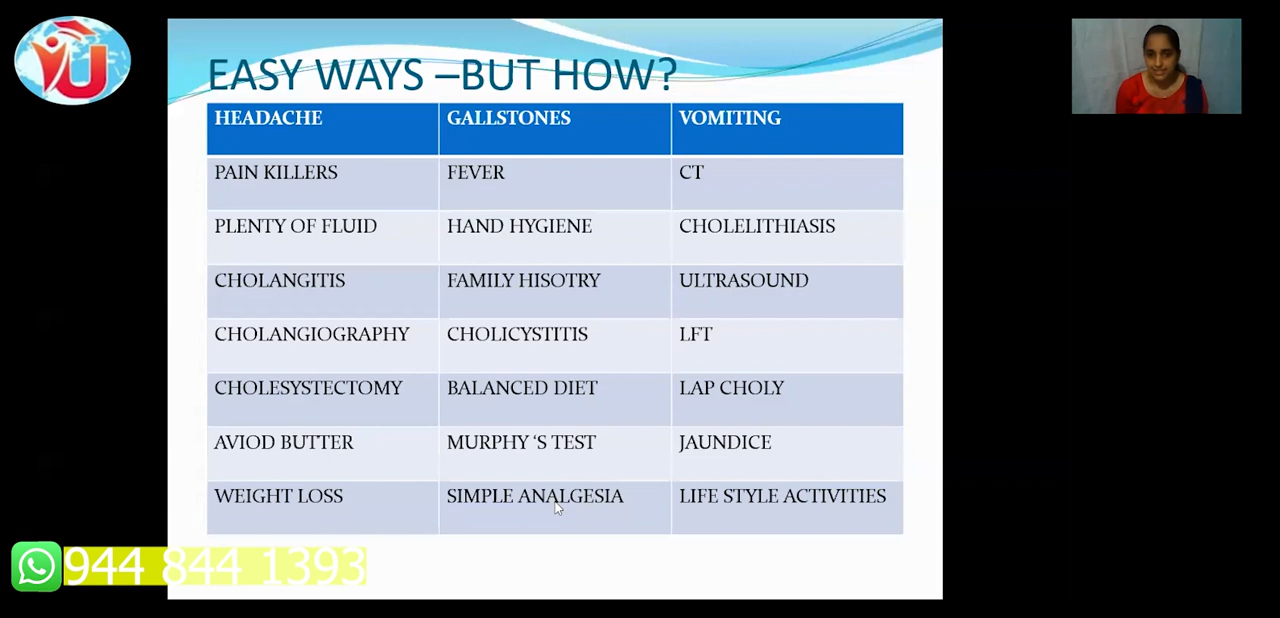 EASY WAYS –BUT HOW?
HEADACHE GALLSTONES VOMITING
PAIN KILLERS FEVER CT
PLENTY OF FLUID HAND HYGIENE CHOLELITHIASIS
CHOLANGITIS FAMILY HISOTRY ULTRASOUND
CHOLANGIOGRAPHY CHOLICYSTITIS LFT
CHOLESYSTECTOMY BALANCED DIET LAP CHOLY
AVIOD BUTTER MURPHY ‘S TEST JAUNDICE
WEIGHT LOSS SIMPLE ANALGESIA LIFE STYLE ACTIVITIES
944 844 1393